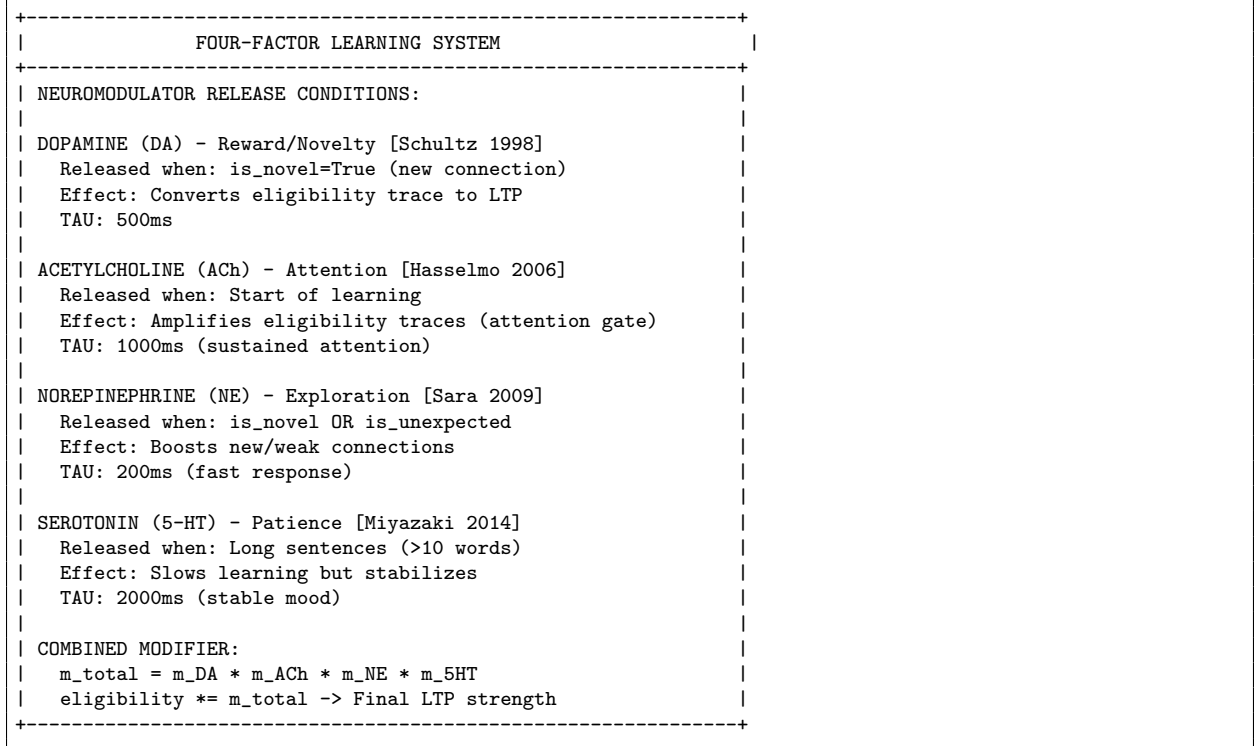 +--------------------------------------------------------------+
|               FOUR-FACTOR LEARNING SYSTEM                      |
+--------------------------------------------------------------+
| NEUROMODULATOR RELEASE CONDITIONS:                            |
|                                                              |
| DOPAMINE (DA) - Reward/Novelty [Schultz 1998]                 |
|   Released when: is_novel=True (new connection)               |
|   Effect: Converts eligibility trace to LTP                   |
|   TAU: 500ms                                                 |
|                                                              |
| ACETYLCHOLINE (ACh) - Attention [Hasselmo 2006]               |
|   Released when: Start of learning                            |
|   Effect: Amplifies eligibility traces (attention gate)       |
|   TAU: 1000ms (sustained attention)                           |
|                                                              |
| NOREPINEPHRINE (NE) - Exploration [Sara 2009]                 |
|   Released when: is_novel OR is_unexpected                    |
|   Effect: Boosts new/weak connections                         |
|   TAU: 200ms (fast response)                                  |
|                                                              |
| SEROTONIN (5-HT) - Patience [Miyazaki 2014]                   |
|   Released when: Long sentences (>10 words)                   |
|   Effect: Slows learning but stabilizes                       |
|   TAU: 2000ms (stable mood)                                   |
|                                                              |
| COMBINED MODIFIER:                                           |
|   m_total = m_DA * m_ACh * m_NE * m_5HT                       |
|   eligibility *= m_total -> Final LTP strength                |
+--------------------------------------------------------------+